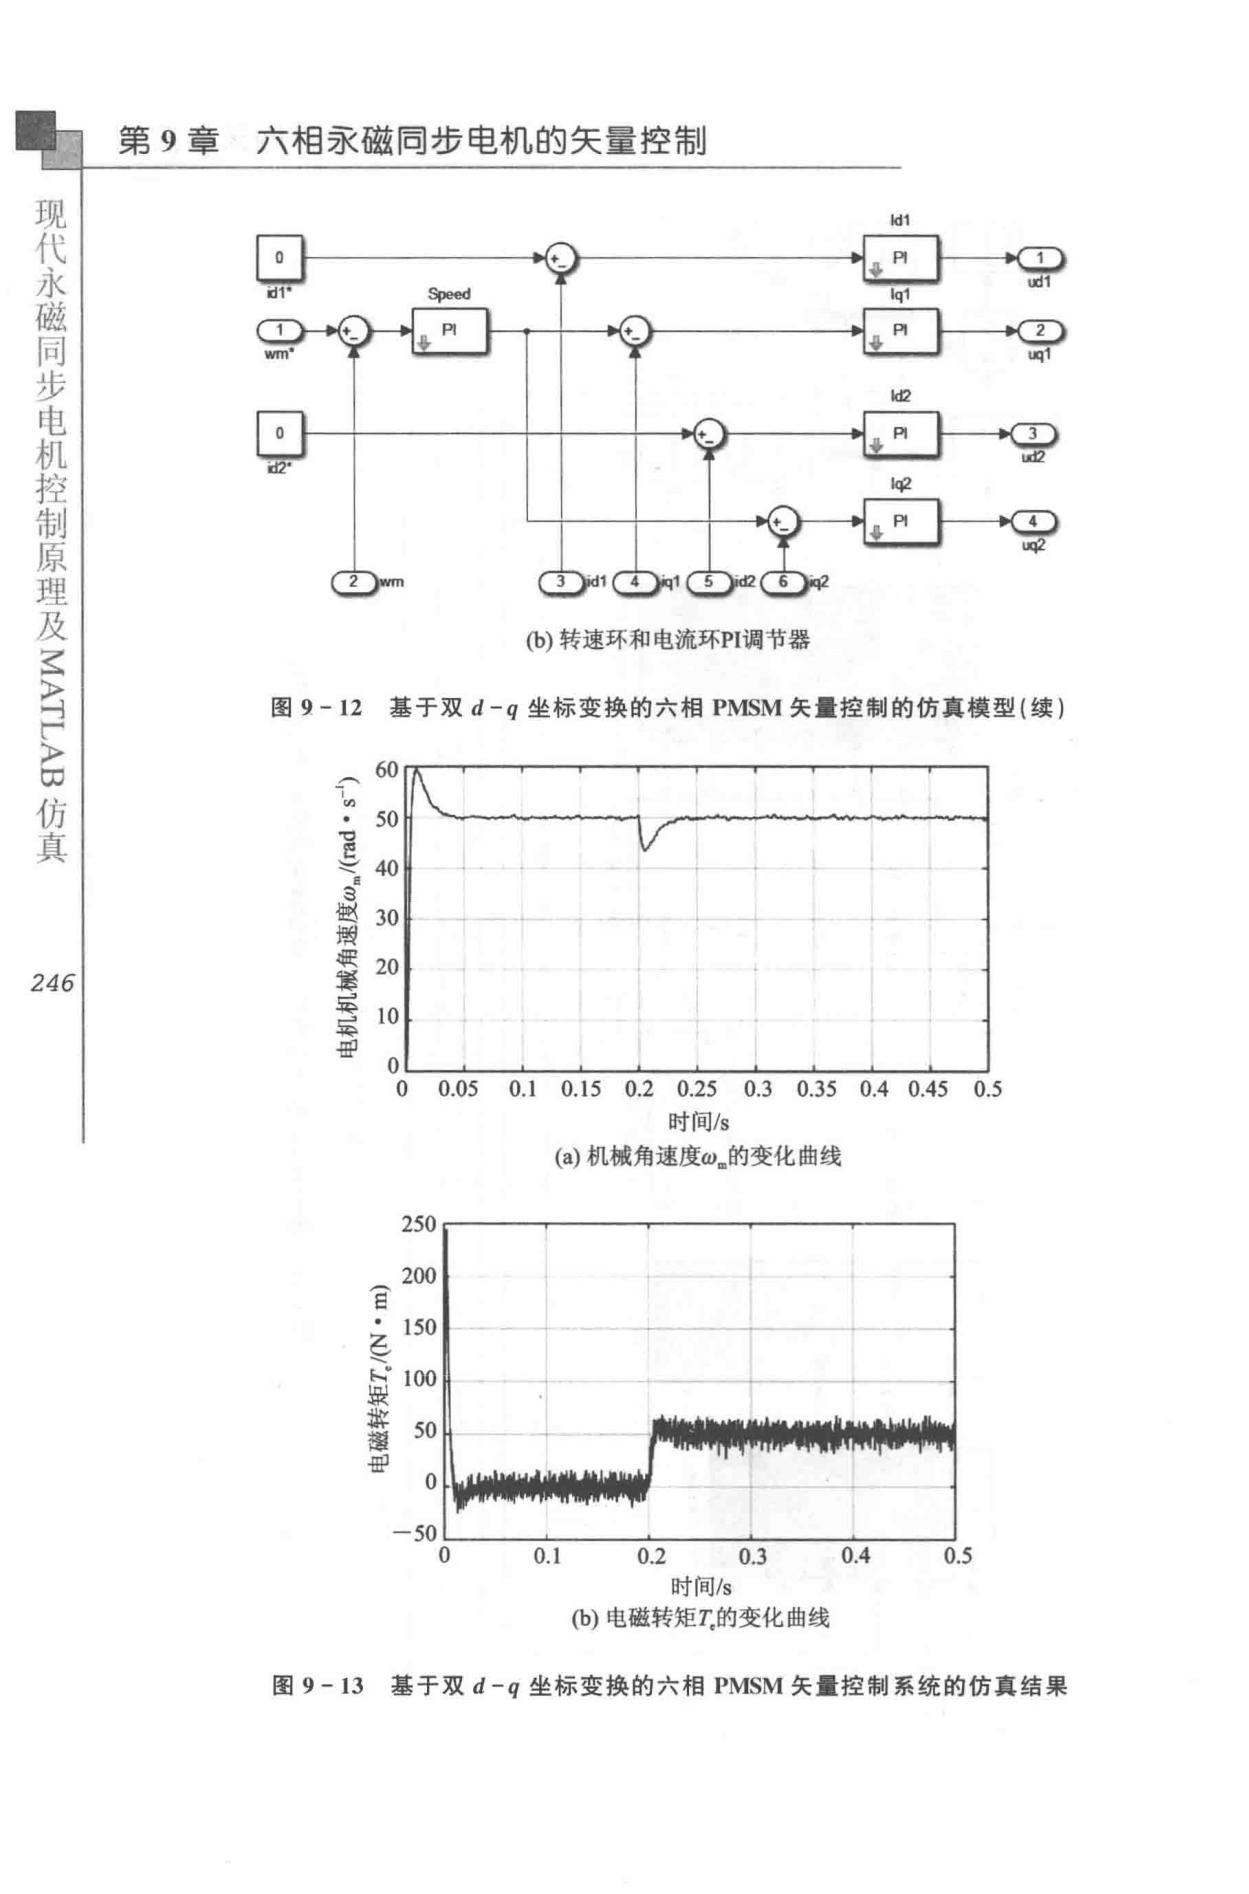 第 9 章 六相永磁同步电机的矢量控制
现代永磁同步电机控制原理及MATLAB仿真
246
Id1
0
+
-
PI
1
id1*
ud1
Speed
Iq1
1
+
-
PI
+
-
PI
2
wm*
uq1
Id2
0
+
-
PI
3
id2*
ud2
Iq2
+
-
PI
4
uq2
2 wm
3 id1
4 iq1
5 id2
6 iq2
(b) 转速环和电流环PI调节器
图 9-12 基于双 d-q 坐标变换的六相 PMSM 矢量控制的仿真模型(续)
电机机械角速度ωm/(rad·s⁻¹)
60
50
40
30
20
10
0
0 0.05 0.1 0.15 0.2 0.25 0.3 0.35 0.4 0.45 0.5
时间/s
(a) 机械角速度ωm的变化曲线
电磁转矩Te/(N·m)
250
200
150
100
50
0
-50
0 0.1 0.2 0.3 0.4 0.5
时间/s
(b) 电磁转矩Te的变化曲线
图 9-13 基于双 d-q 坐标变换的六相 PMSM 矢量控制系统的仿真结果